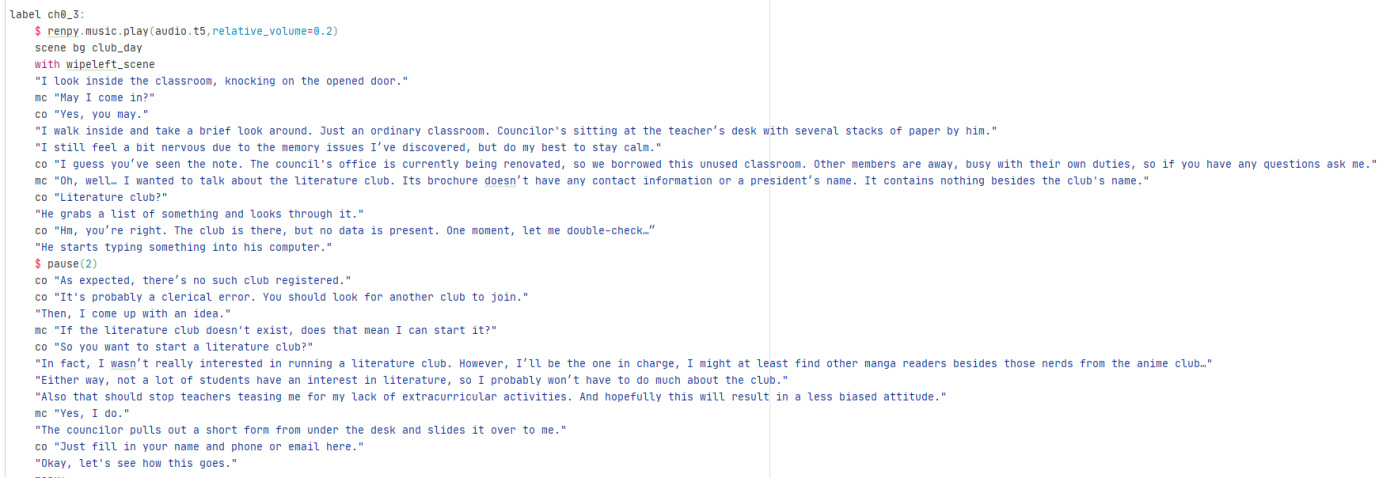 label ch0_3:
$ renpy.music.play(audio.t5,relative_volume=0.2)
scene bg club_day
with wipeleft_scene
"I look inside the classroom, knocking on the opened door."
mc "May I come in?"
co "Yes, you may."
"I walk inside and take a brief look around. Just an ordinary classroom. Councilor's sitting at the teacher’s desk with several stacks of paper by him."
"I still feel a bit nervous due to the memory issues I’ve discovered, but do my best to stay calm."
co "I guess you’ve seen the note. The council's office is currently being renovated, so we borrowed this unused classroom. Other members are away, busy with their own duties, so if you have any questions ask me."
mc "Oh, well… I wanted to talk about the literature club. Its brochure doesn’t have any contact information or a president’s name. It contains nothing besides the club's name."
co "Literature club?"
"He grabs a list of something and looks through it."
co "Hm, you’re right. The club is there, but no data is present. One moment, let me double-check…”
"He starts typing something into his computer."
$ pause(2)
co "As expected, there’s no such club registered."
co "It's probably a clerical error. You should look for another club to join."
"Then, I come up with an idea."
mc "If the literature club doesn't exist, does that mean I can start it?"
co "So you want to start a literature club?"
"In fact, I wasn’t really interested in running a literature club. However, I’ll be the one in charge, I might at least find other manga readers besides those nerds from the anime club…"
"Either way, not a lot of students have an interest in literature, so I probably won’t have to do much about the club."
"Also that should stop teachers teasing me for my lack of extracurricular activities. And hopefully this will result in a less biased attitude."
mc "Yes, I do."
"The councilor pulls out a short form from under the desk and slides it over to me."
co "Just fill in your name and phone or email here."
"Okay, let's see how this goes."